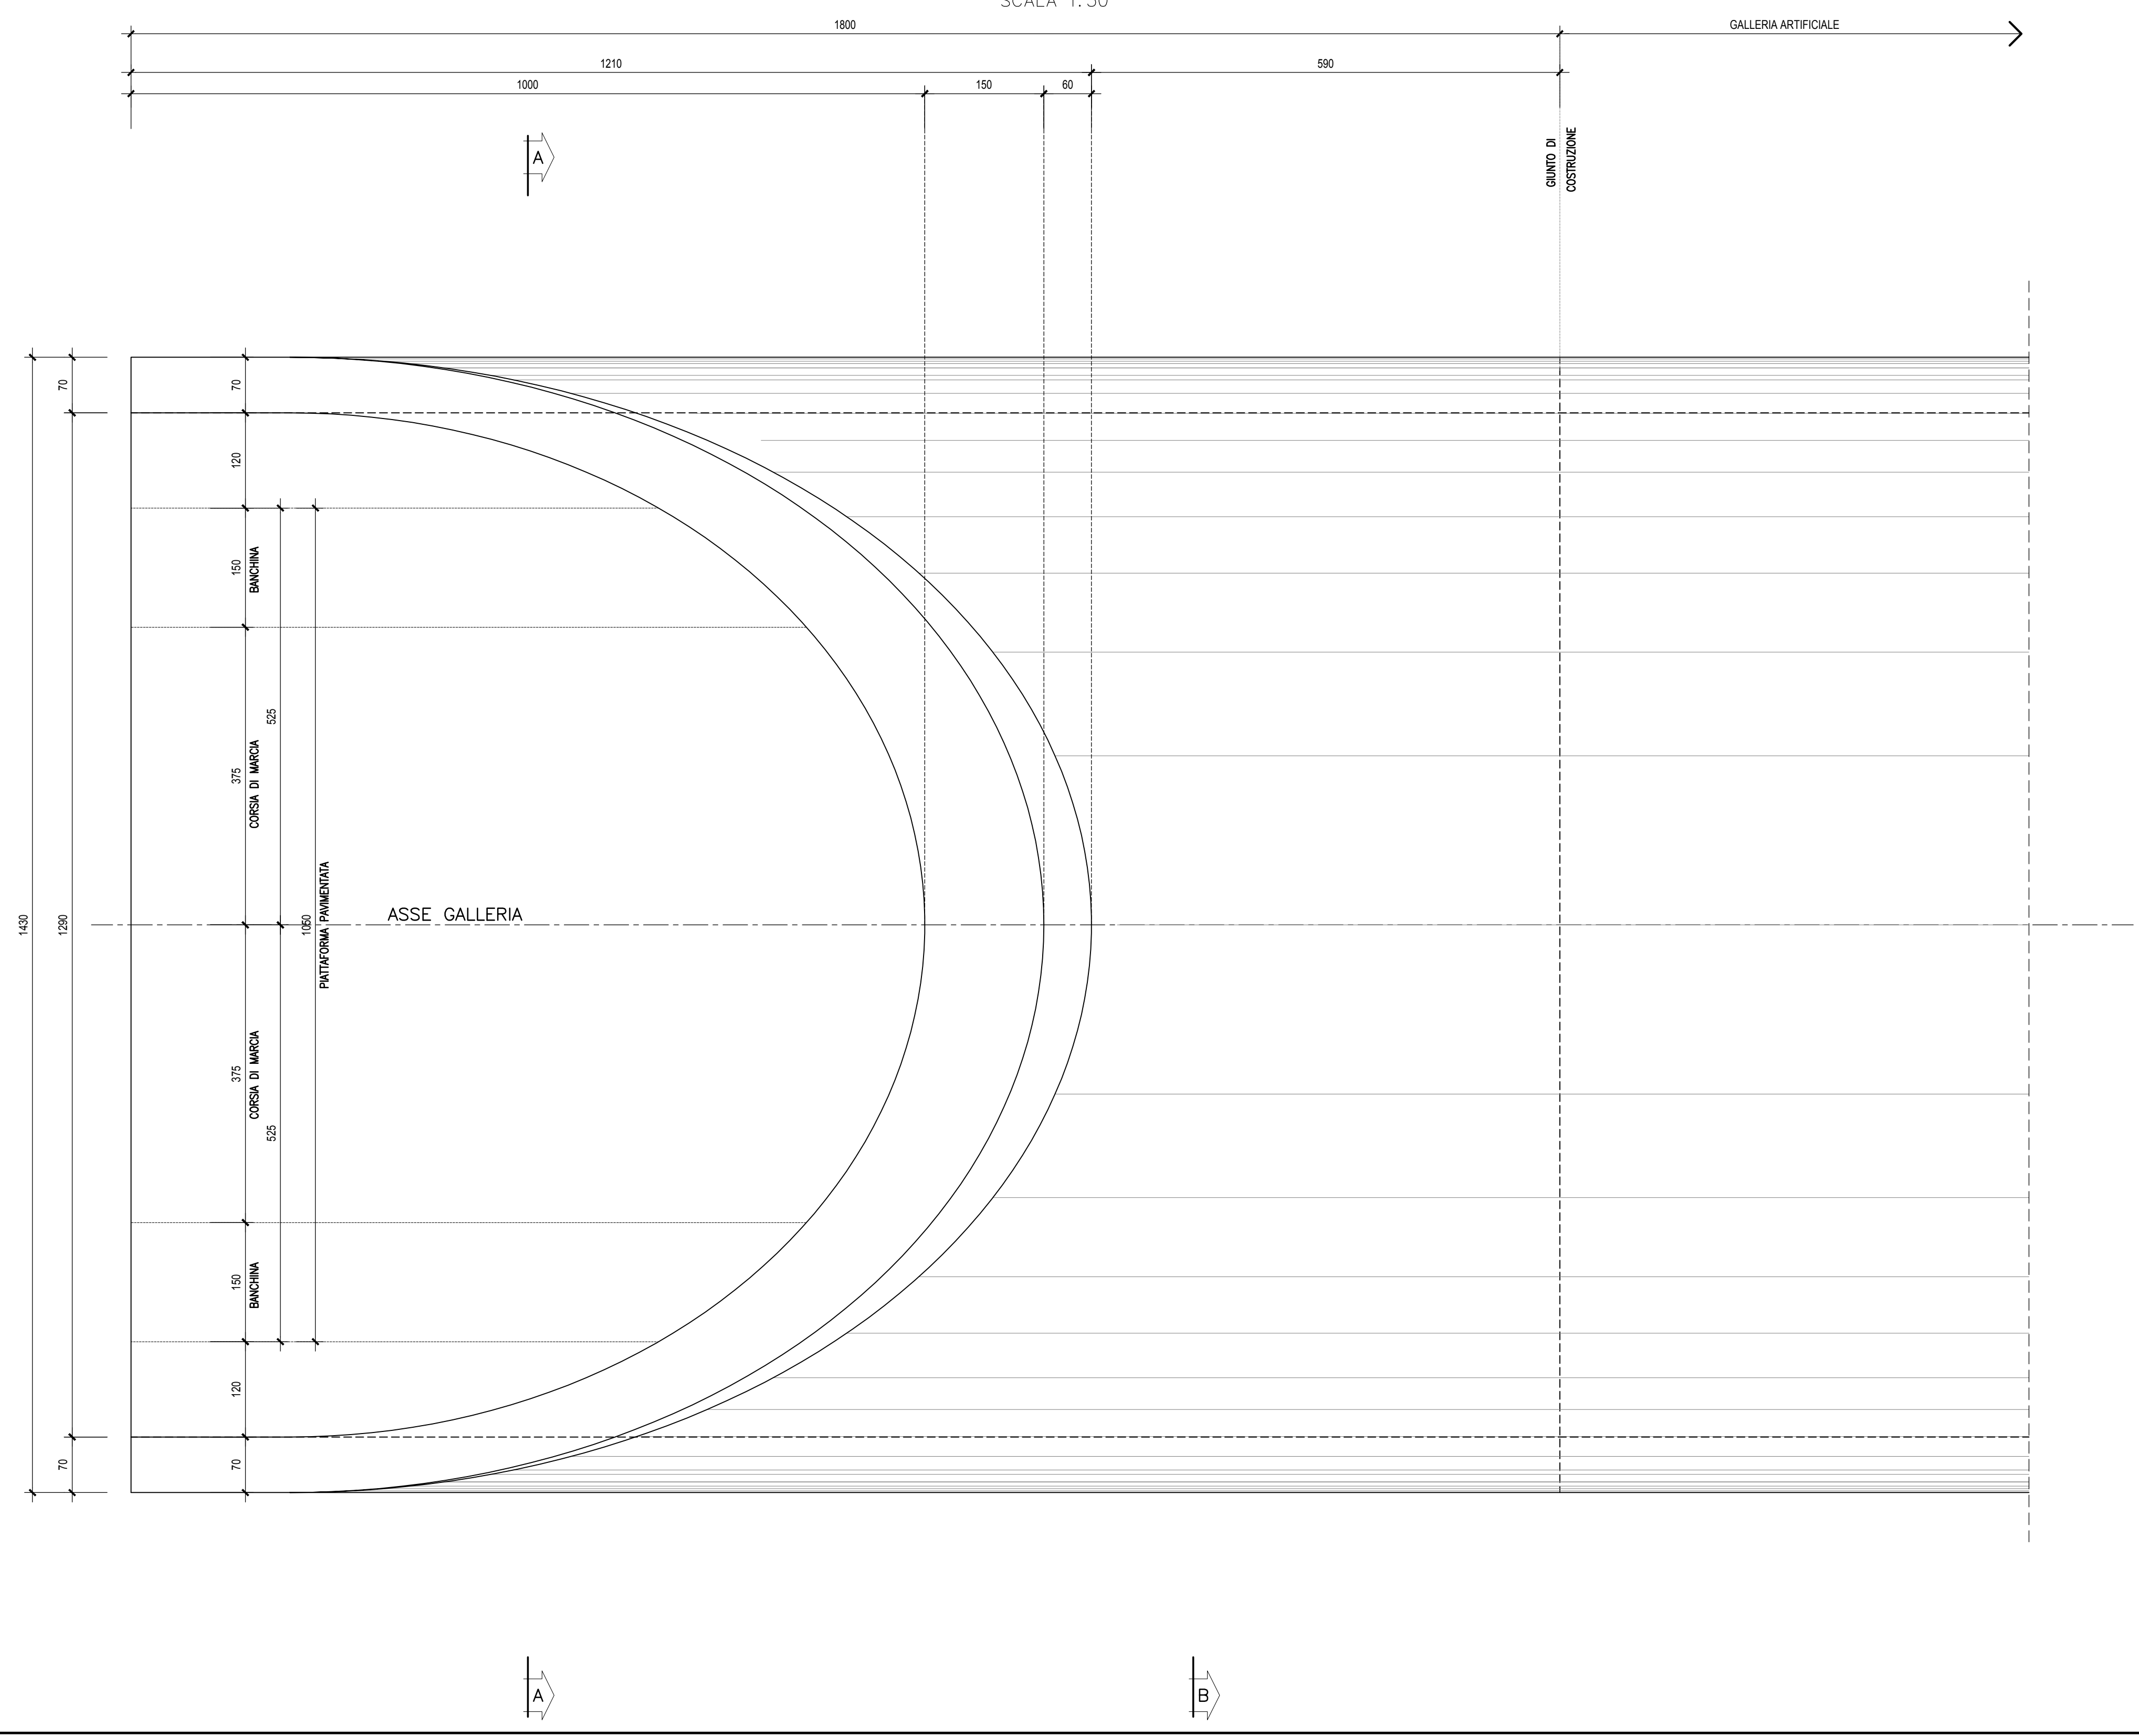 SCALA 1:50
1800
GALLERIA ARTIFICIALE
1210
590
1000
150
60
A
GIUNTO DI
COSTRUZIONE
70
70
120
150
BANCHINA
525
375
CORSIA DI MARCIA
1430
1290
1050
PIATTAFORMA PAVIMENTATA
ASSE GALLERIA
375
CORSIA DI MARCIA
525
150
BANCHINA
120
70
70
A
B